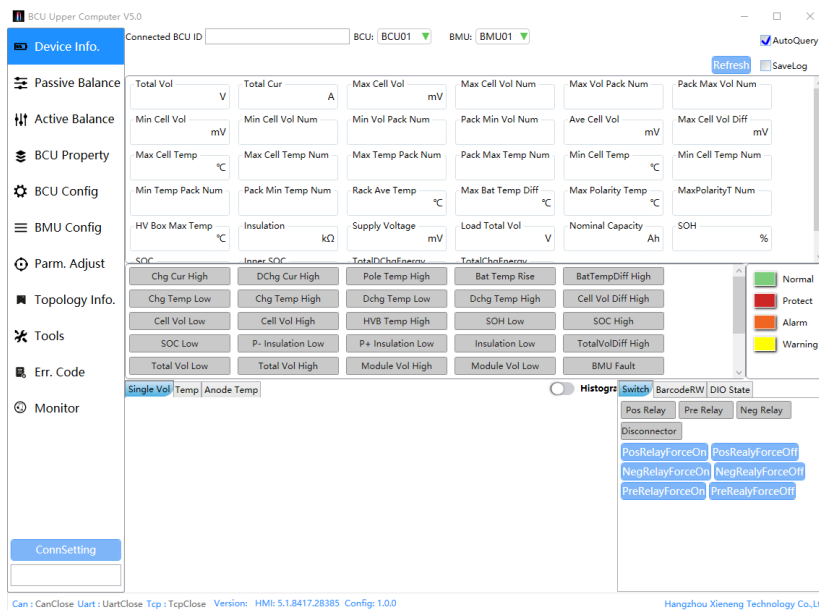 BCU Upper Computer V5.0
Connected BCU ID BCU: BCU01 BMU: BMU01
AutoQuery
Refresh SaveLog
Device Info.
Passive Balance
Active Balance
BCU Property
BCU Config
BMU Config
Parm. Adjust
Topology Info.
Tools
Err. Code
Monitor
ConnSetting
Total Vol Total Cur Max Cell Vol Max Cell Vol Num Max Vol Pack Num Pack Max Vol Num
V A mV
Min Cell Vol Min Cell Vol Num Min Vol Pack Num Pack Min Vol Num Ave Cell Vol Max Cell Vol Diff
mV mV mV
Max Cell Temp Max Cell Temp Num Max Temp Pack Num Pack Max Temp Num Min Cell Temp Min Cell Temp Num
℃ ℃
Min Temp Pack Num Pack Min Temp Num Rack Ave Temp Max Bat Temp Diff Max Polarity Temp MaxPolarityT Num
℃ ℃ ℃
HV Box Max Temp Insulation Supply Voltage Load Total Vol Nominal Capacity SOH
℃ kΩ mV V Ah %
SOC Inner SOC TotalDChgEnergy TotalChgEnergy
Chg Cur High DChg Cur High Pole Temp High Bat Temp Rise BatTempDiff High
Chg Temp Low Chg Temp High Dchg Temp Low Dchg Temp High Cell Vol Diff High
Cell Vol Low Cell Vol High HVB Temp High SOH Low SOC High
SOC Low P- Insulation Low P+ Insulation Low Insulation Low TotalVolDiff High
Total Vol Low Total Vol High Module Vol High Module Vol Low BMU Fault
Normal
Protect
Alarm
Warning
Single Vol Temp Anode Temp Histogra
Switch BarcodeRW DIO State
Pos Relay Pre Relay Neg Relay
Disconnector
PosRelayForceOn PosRealyForceOff
NegRelayForceOn NegRealyForceOff
PreRelayForceOn PreRealyForceOff
Can : CanClose Uart : UartClose Tcp : TcpClose Version: HMI: 5.1.8417.28385 Config: 1.0.0 Hangzhou Xieneng Technology Co.,Lt